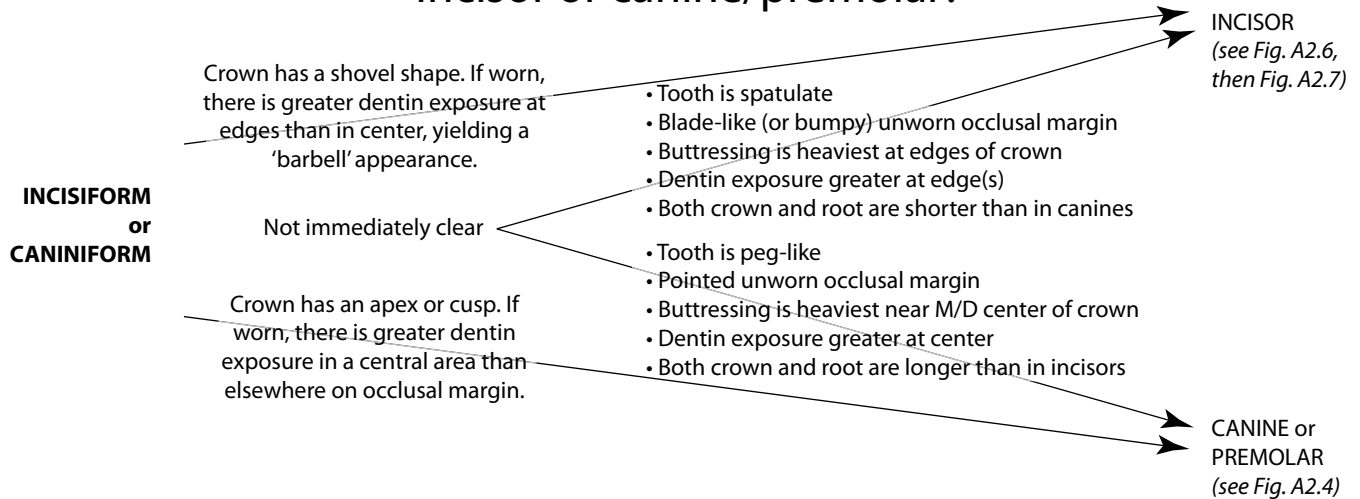 Incisor or canine/premolar?
INCISOR
(see Fig. A2.6,
then Fig. A2.7)
Crown has a shovel shape. If worn,
there is greater dentin exposure at
edges than in center, yielding a
‘barbell’ appearance.
• Tooth is spatulate
• Blade-like (or bumpy) unworn occlusal margin
• Buttressing is heaviest at edges of crown
• Dentin exposure greater at edge(s)
• Both crown and root are shorter than in canines
INCISIFORM
or
CANINIFORM
Not immediately clear
• Tooth is peg-like
• Pointed unworn occlusal margin
• Buttressing is heaviest near M/D center of crown
• Dentin exposure greater at center
• Both crown and root are longer than in incisors
Crown has an apex or cusp. If
worn, there is greater dentin
exposure in a central area than
elsewhere on occlusal margin.
CANINE or
PREMOLAR
(see Fig. A2.4)